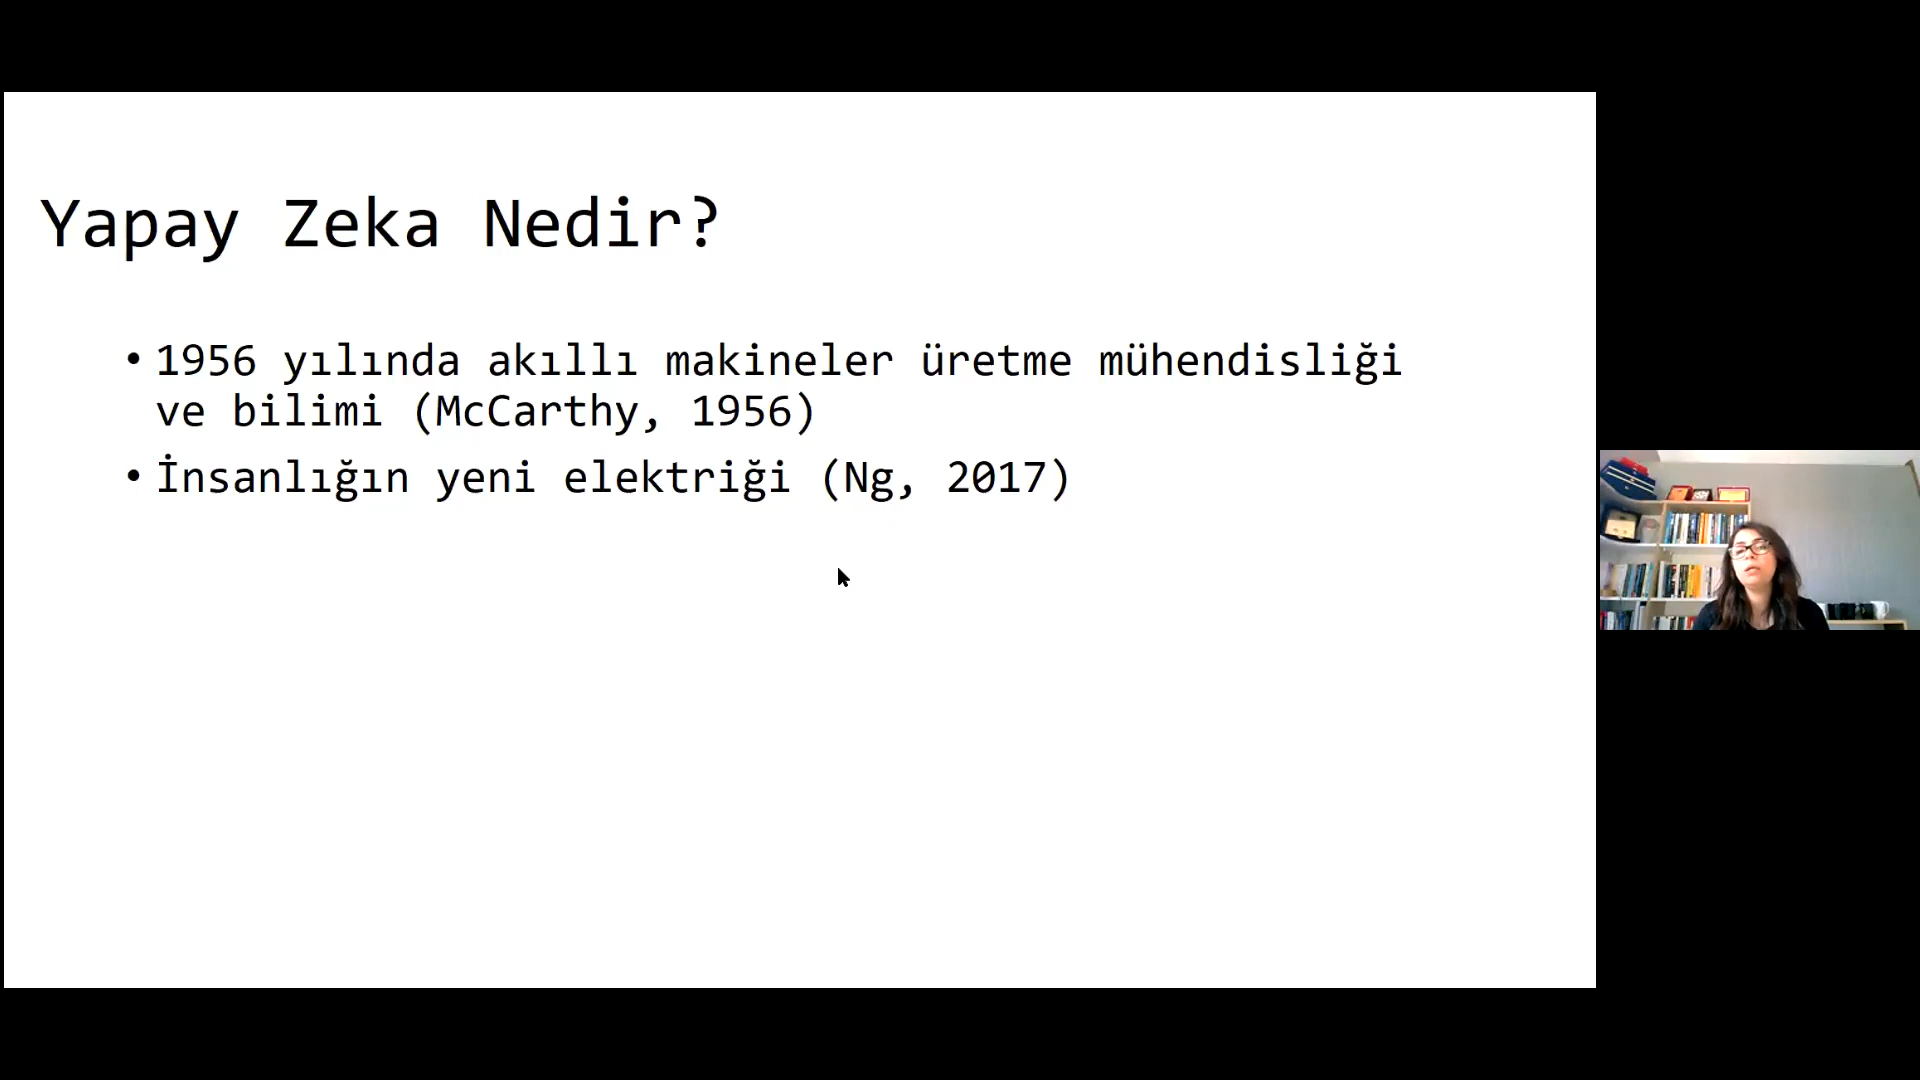 Yapay Zeka Nedir?
• 1956 yılında akıllı makineler üretme mühendisliği
ve bilimi (McCarthy, 1956)
• İnsanlığın yeni elektriği (Ng, 2017)